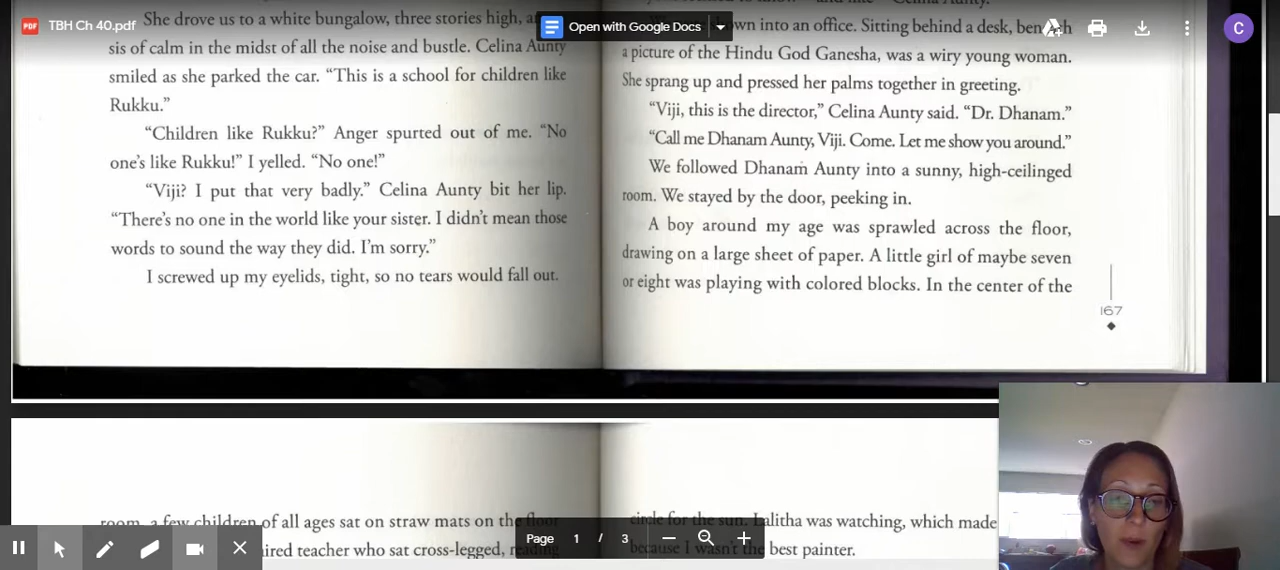 TBH Ch 40.pdf
Open with Google Docs
C
She drove us to a white bungalow, three stories high,
sis of calm in the midst of all the noise and bustle. Celina Aunty
smiled as she parked the car. “This is a school for children like
Rukku.”
“Children like Rukku?” Anger spurted out of me. “No
one’s like Rukku!” I yelled. “No one!”
“Viji? I put that very badly.” Celina Aunty bit her lip.
“There’s no one in the world like your sister. I didn’t mean those
words to sound the way they did. I’m sorry.”
I screwed up my eyelids, tight, so no tears would fall out.
into an office. Sitting behind a desk,
a picture of the Hindu God Ganesha, was a wiry young woman.
She sprang up and pressed her palms together in greeting.
“Viji, this is the director,” Celina Aunty said. “Dr. Dhanam.”
“Call me Dhanam Aunty, Viji. Come. Let me show you around.”
We followed Dhanam Aunty into a sunny, high-ceilinged
room. We stayed by the door, peeking in.
A boy around my age was sprawled across the floor,
drawing on a large sheet of paper. A little girl of maybe seven
or eight was playing with colored blocks. In the center of the
167
room, a few children of all ages sat on straw mats on the floor
teacher who sat cross-legged,
circle for the sun. Lalitha was watching, which made
because I wasn’t the best painter.
Page 1 / 3